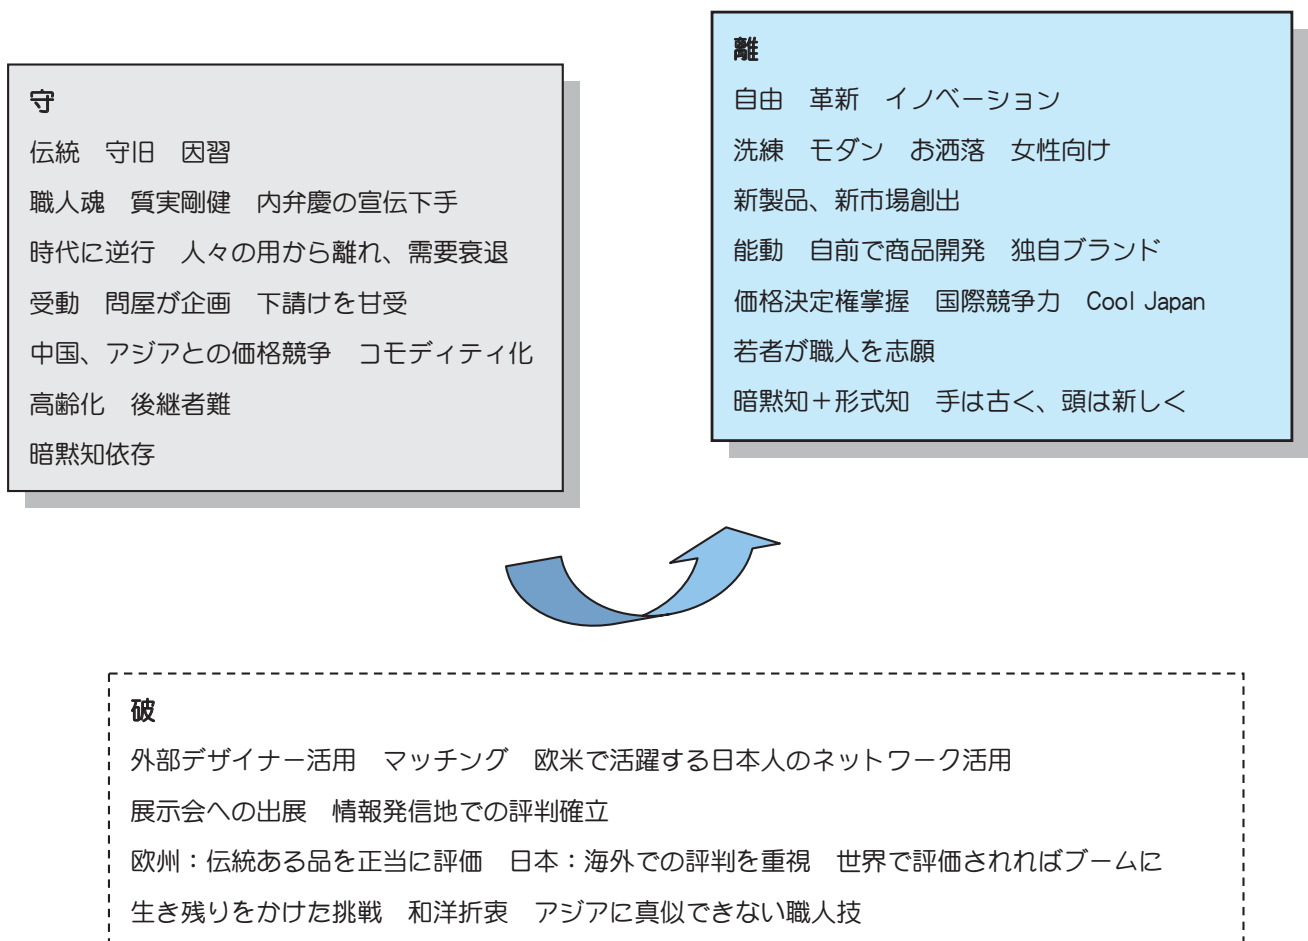 守
伝統　守旧　因習
職人魂　質実剛健　内弁慶の宣伝下手
時代に逆行　人々の用から離れ、需要衰退
受動　問屋が企画　下請けを甘受
中国、アジアとの価格競争　コモディティ化
高齢化　後継者難
暗黙知依存
離
自由　革新　イノベーション
洗練　モダン　お洒落　女性向け
新製品、新市場創出
能動　自前で商品開発　独自ブランド
価格決定権掌握　国際競争力　Cool Japan
若者が職人を志願
暗黙知＋形式知　手は古く、頭は新しく
破
外部デザイナー活用　マッチング　欧米で活躍する日本人のネットワーク活用
展示会への出展　情報発信地での評判確立
欧州：伝統ある品を正当に評価　日本：海外での評判を重視　世界で評価されればブームに
生き残りをかけた挑戦　和洋折衷　アジアに真似できない職人技